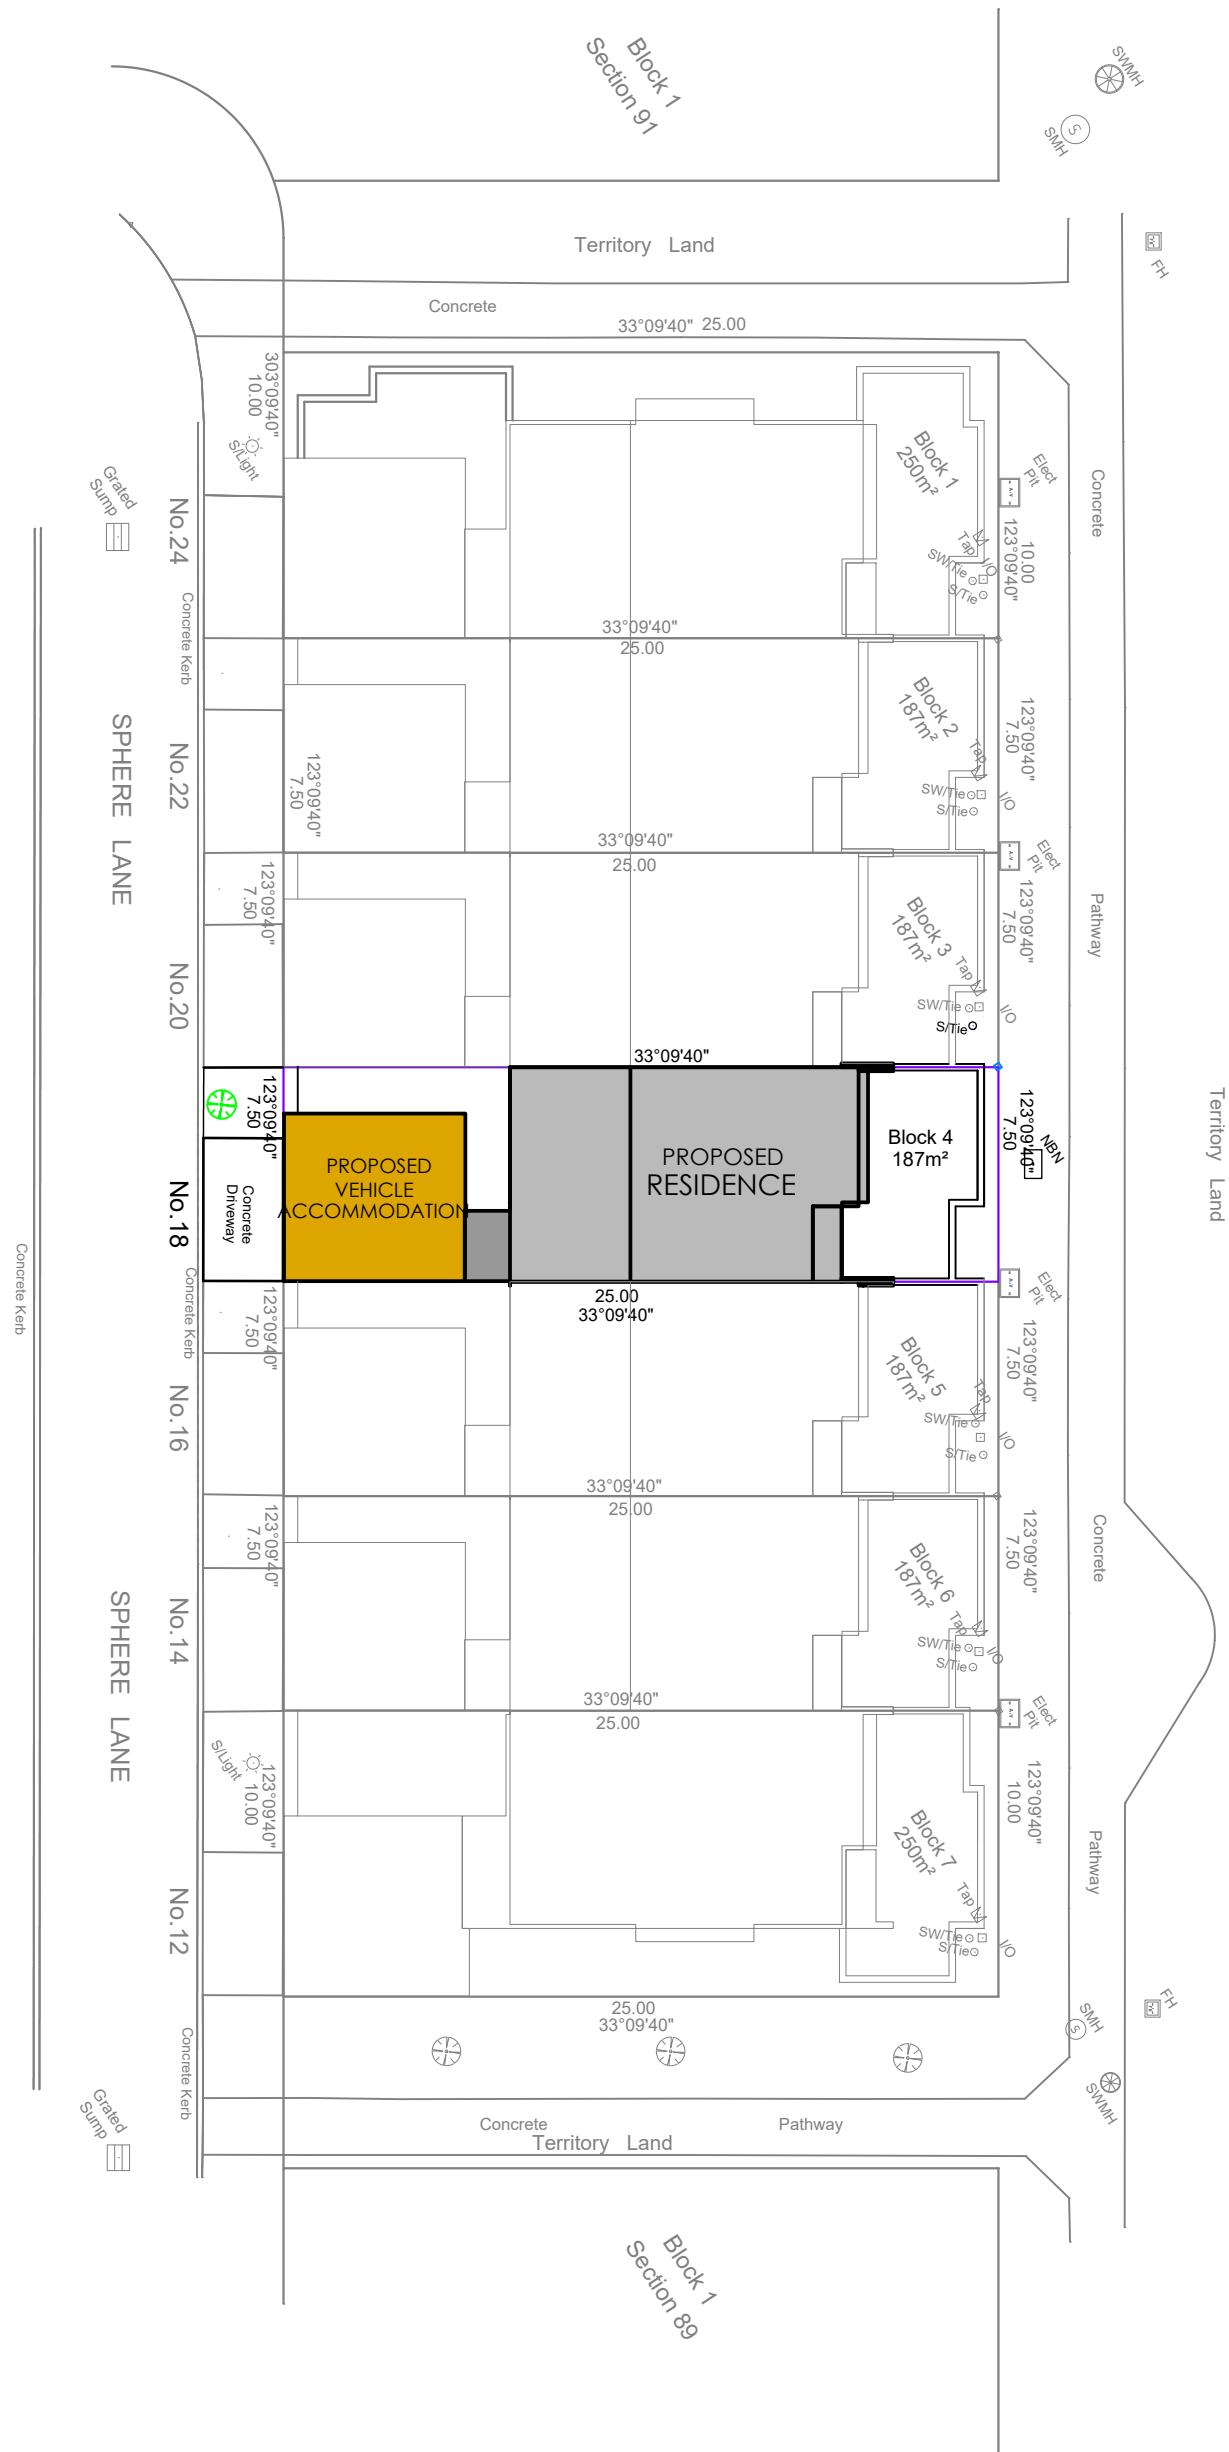 Block 1
Section 91
SWMH
SMH
Territory Land
FH
Concrete
33°09'40" 25.00
303°09'40"
10.00
S/Light
Grated
Sump
No.24
Block 1
250m²
Elect
Pit
Concrete
10.00
123°09'40"
Tap
I/O
SW/Tie
S/Tie
Concrete Kerb
33°09'40"
25.00
SPHERE LANE
No.22
123°09'40"
7.50
Block 2
187m²
Tap
SW/Tie
S/Tie
I/O
123°09'40"
7.50
33°09'40"
25.00
Elect
Pit
123°09'40"
7.50
No.20
Block 3
187m²
Tap
SW/Tie
S/Tie
I/O
123°09'40"
7.50
Pathway
33°09'40"
123°09'40"
7.50
No.18
Concrete
Driveway
PROPOSED
VEHICLE
ACCOMMODATION
PROPOSED
RESIDENCE
Block 4
187m²
123°09'40"
7.50
NBN
Territory Land
25.00
33°09'40"
Concrete Kerb
Concrete Kerb
Elect
Pit
123°09'40"
7.50
No.16
Block 5
187m²
Tap
SW/Tie
S/Tie
I/O
123°09'40"
7.50
33°09'40"
25.00
123°09'40"
7.50
No.14
SPHERE LANE
Block 6
187m²
Tap
SW/Tie
S/Tie
I/O
123°09'40"
7.50
Concrete
33°09'40"
25.00
Elect
Pit
S/Light
123°09'40"
10.00
No.12
Block 7
250m²
Tap
SW/Tie
S/Tie
I/O
123°09'40"
10.00
Pathway
25.00
33°09'40"
Concrete Kerb
Grated
Sump
FH
SMH
SWMH
Concrete Pathway
Territory Land
Block 1
Section 89